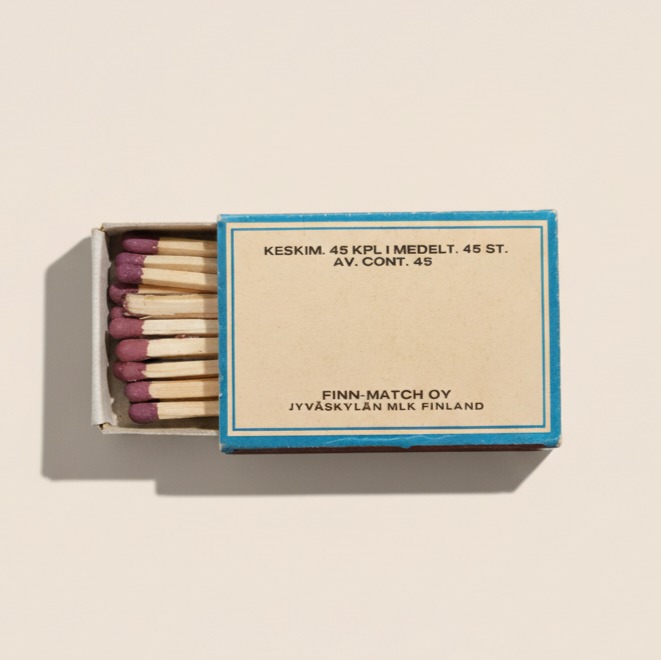 KESKIM. 45 KPL I MEDELT. 45 ST.
AV. CONT. 45
FINN-MATCH OY
JYVÄSKYLÄN MLK FINLAND